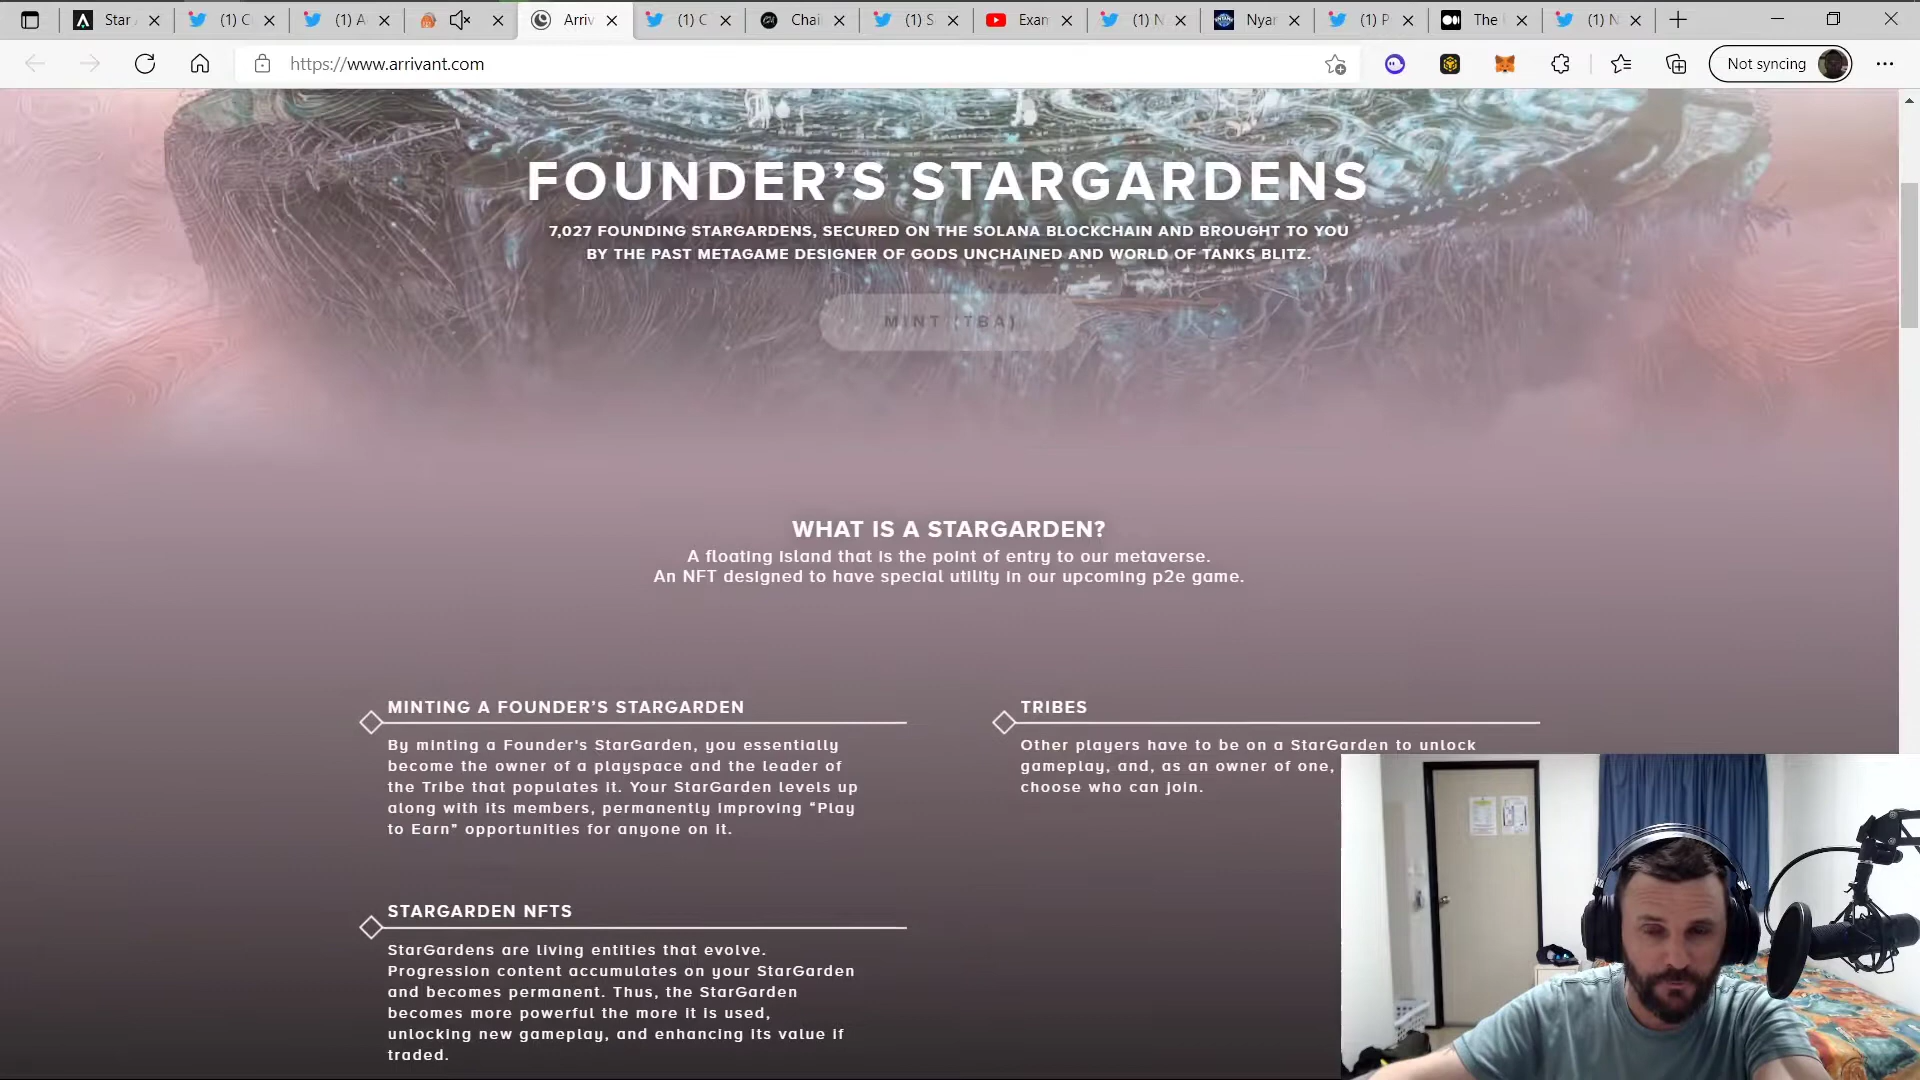 Star
(1) C
(1) A
Arriv
(1) C
Chai
(1) S
Exan
(1) N
Nyar
(1) P
The
(1) N
https://www.arrivant.com
Not syncing
FOUNDER’S STARGARDENS
7,027 FOUNDING STARGARDENS, SECURED ON THE SOLANA BLOCKCHAIN AND BROUGHT TO YOU
BY THE PAST METAGAME DESIGNER OF GODS UNCHAINED AND WORLD OF TANKS BLITZ.
MINT (TBA)
WHAT IS A STARGARDEN?
A floating island that is the point of entry to our metaverse.
An NFT designed to have special utility in our upcoming p2e game.
MINTING A FOUNDER’S STARGARDEN
By minting a Founder's StarGarden, you essentially
become the owner of a playspace and the leader of
the Tribe that populates it. Your StarGarden levels up
along with its members, permanently improving “Play
to Earn” opportunities for anyone on it.
TRIBES
Other players have to be on a StarGarden to unlock
gameplay, and, as an owner of one,
choose who can join.
STARGARDEN NFTS
StarGardens are living entities that evolve.
Progression content accumulates on your StarGarden
and becomes permanent. Thus, the StarGarden
becomes more powerful the more it is used,
unlocking new gameplay, and enhancing its value if
traded.